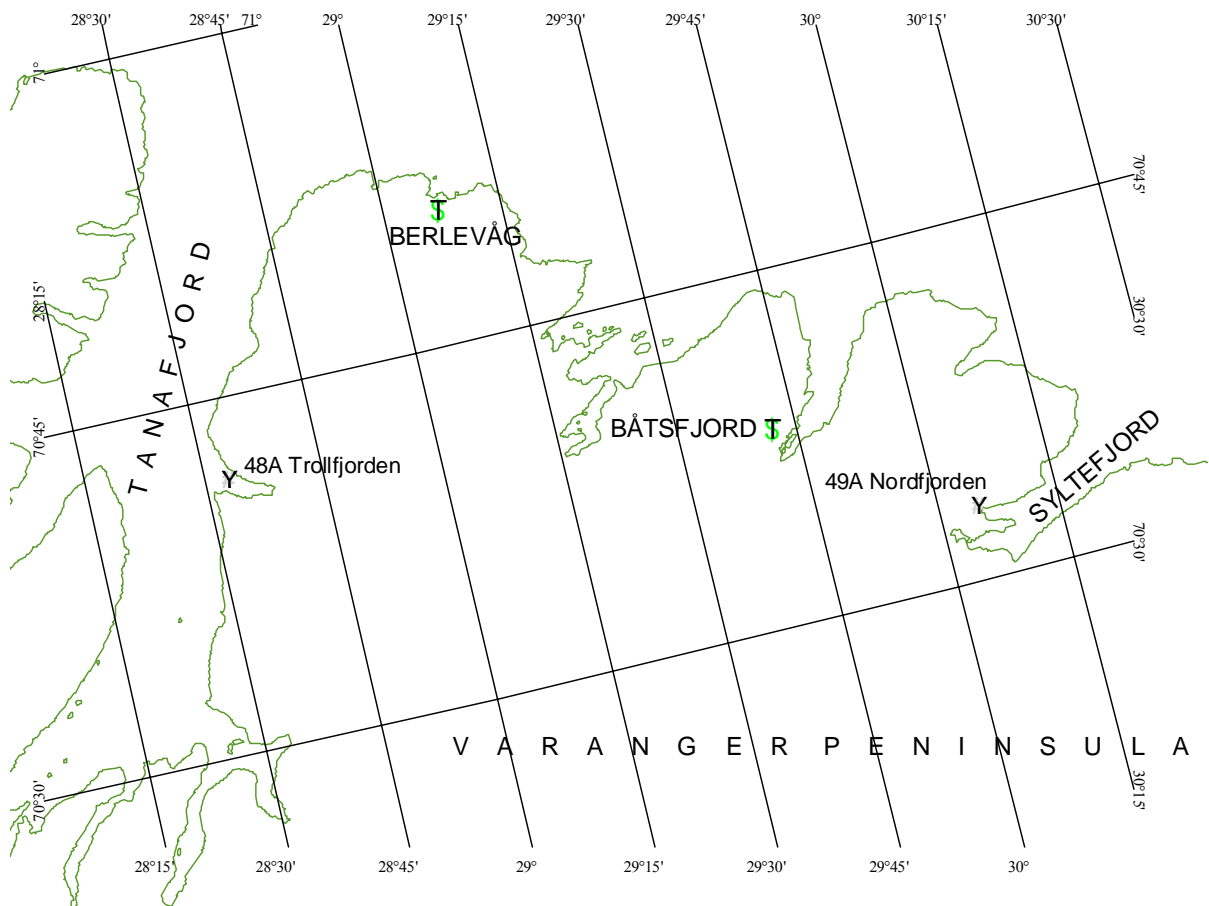 28°30'
28°45'
71°
29°
29°15'
29°30'
29°45'
30°
30°15'
30°30'
71°
70°45'
T
BERLEVÅG
TANAFJORD
28°15'
30°30'
70°45'
BÅTSFJORD T
48A Trollfjorden
Y
49A Nordfjorden
Y
SYLTEFJORD
70°30'
VARANGERPENINSULA
70°30'
30°15'
28°15'
28°30'
28°45'
29°
29°15'
29°30'
29°45'
30°